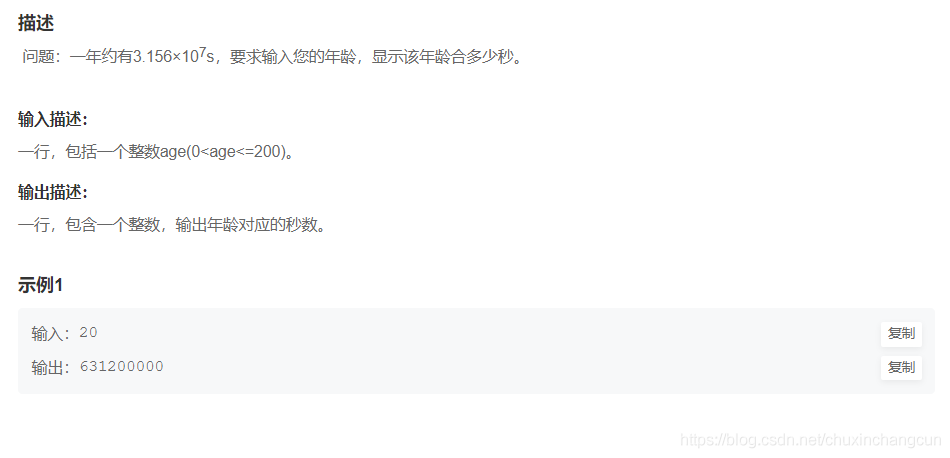 描述
问题：一年约有3.156×10⁷s，要求输入您的年龄，显示该年龄合多少秒。
输入描述：
一行，包括一个整数age(0<age<=200)。
输出描述：
一行，包含一个整数，输出年龄对应的秒数。
示例1
输入：20
复制
输出：631200000
复制
https://blog.csdn.net/chuxinchangcun